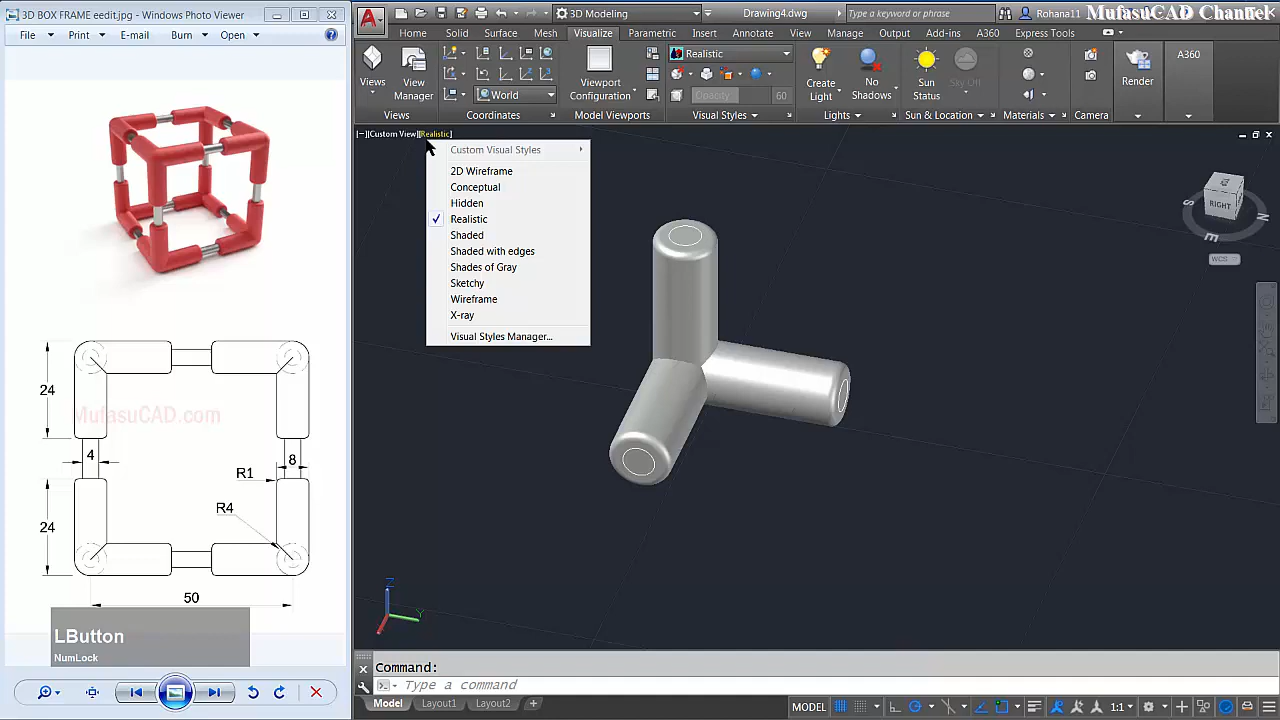 3D BOX FRAME eedit.jpg - Windows Photo Viewer
File Print E-mail Burn Open
24
MufasuCAD.com
4
8
R1
R4
24
50
LButton
NumLock
3D Modeling
Drawing4.dwg
Type a keyword or phrase
Rohana11
MufasuCAD Channel
Home Solid Surface Mesh Visualize Parametric Insert Annotate View Manage Output Add-ins A360 Express Tools
Views
View Manager
World
Viewport Configuration
Realistic
Opacity 60
Create Light
No Shadows
Sun Status
Sky Off
Render
A360
Views Coordinates Model Viewports Visual Styles Lights Sun & Location Materials Camera
[−][Custom View][Realistic]
Custom Visual Styles
2D Wireframe
Conceptual
Hidden
Realistic
Shaded
Shaded with edges
Shades of Gray
Sketchy
Wireframe
X-ray
Visual Styles Manager...
RIGHT
S
N
E
WCS
Z
Y
Command:
Type a command
Model Layout1 Layout2 +
MODEL
1:1